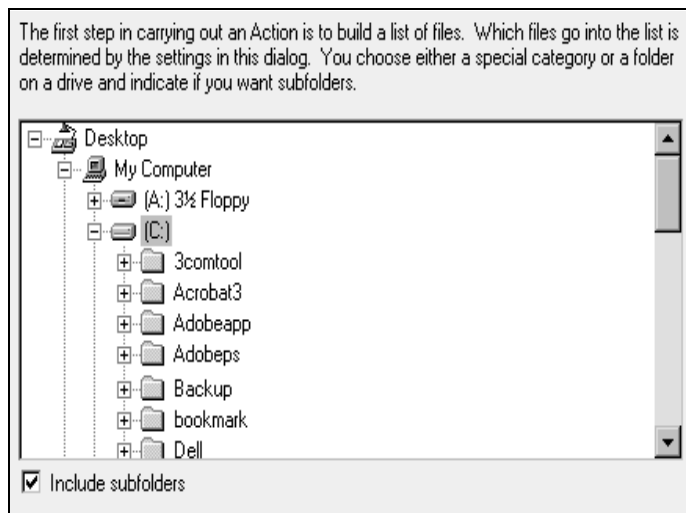 The first step in carrying out an Action is to build a list of files.  Which files go into the list is
determined by the settings in this dialog.  You choose either a special category or a folder
on a drive and indicate if you want subfolders.
Desktop
My Computer
(A:) 3½ Floppy
(C:)
3comtool
Acrobat3
Adobeapp
Adobeps
Backup
bookmark
Dell
Include subfolders